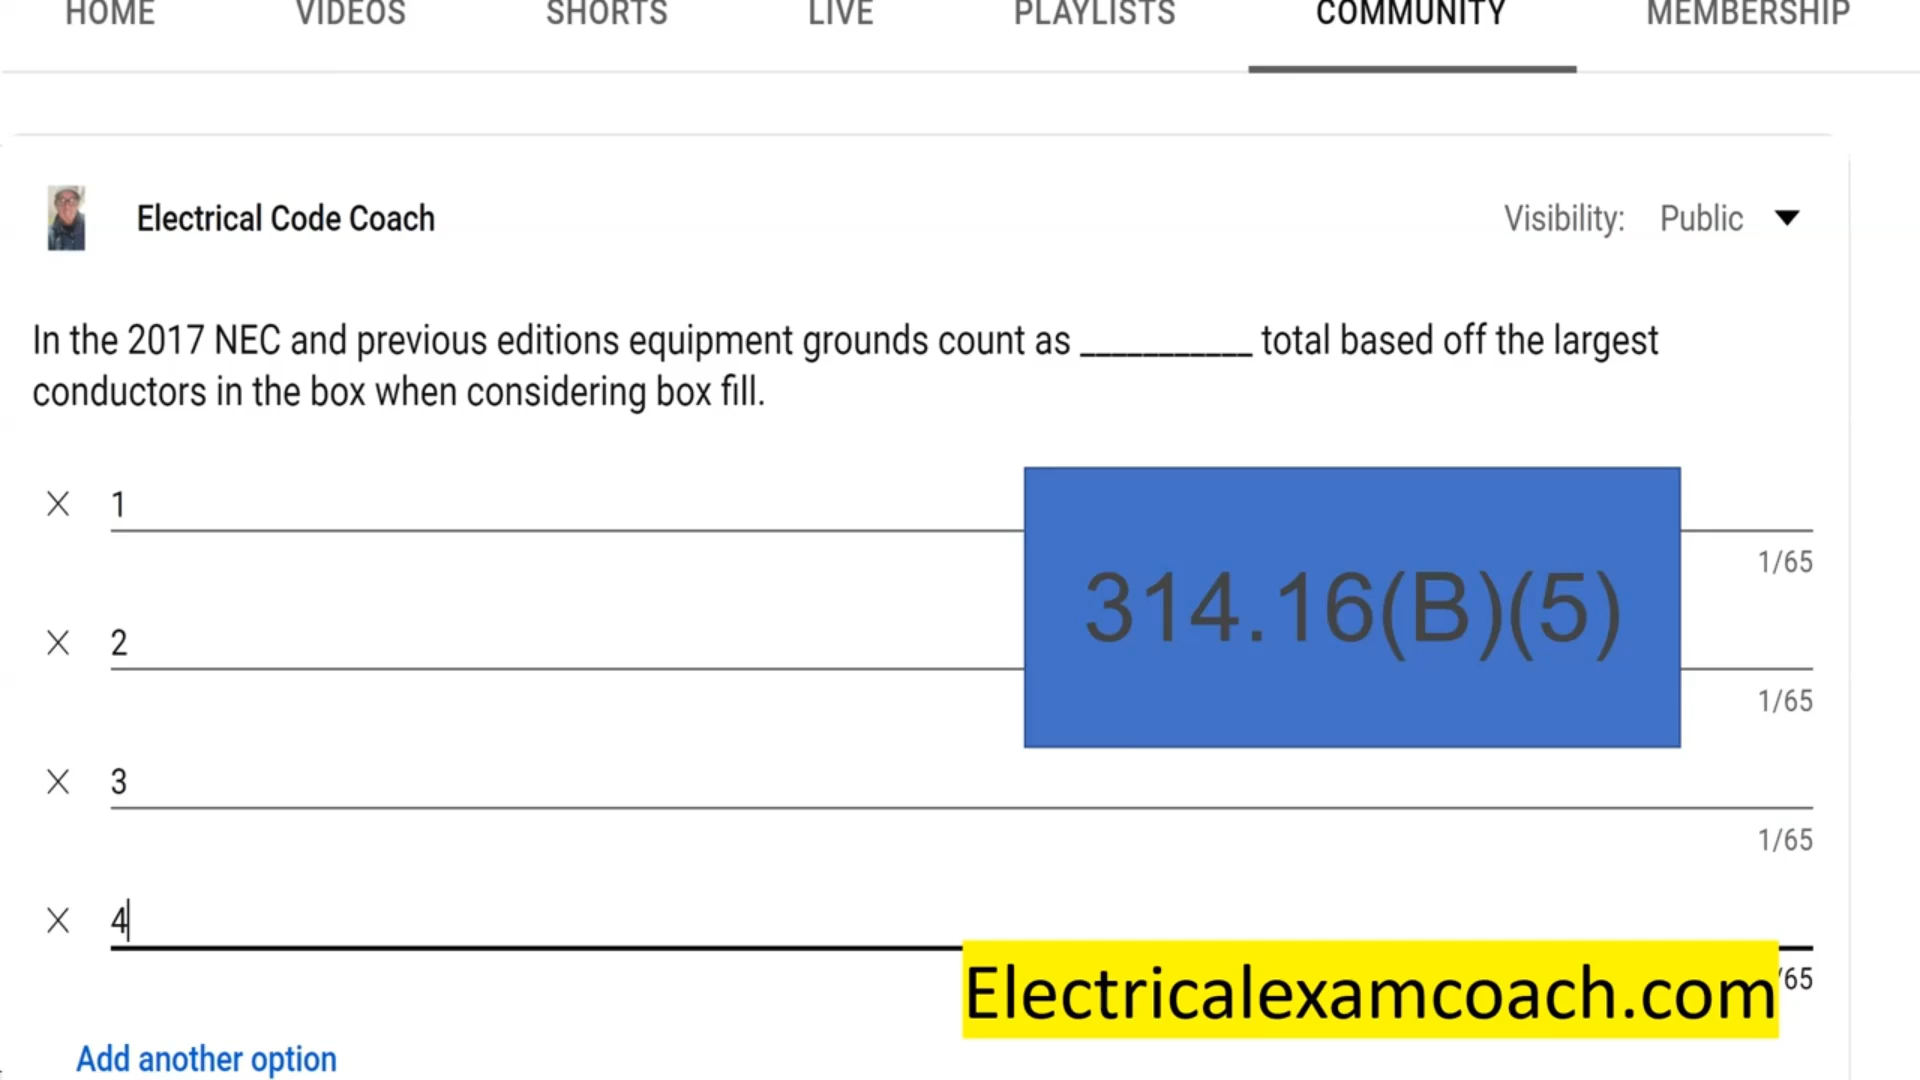 HOME VIDEOS SHORTS LIVE PLAYLISTS COMMUNITY MEMBERSHIP
Electrical Code Coach
Visibility: Public
In the 2017 NEC and previous editions equipment grounds count as ___________ total based off the largest
conductors in the box when considering box fill.
1
1/65
314.16(B)(5)
2
1/65
3
1/65
4
/65
Electricalexamcoach.com
Add another option